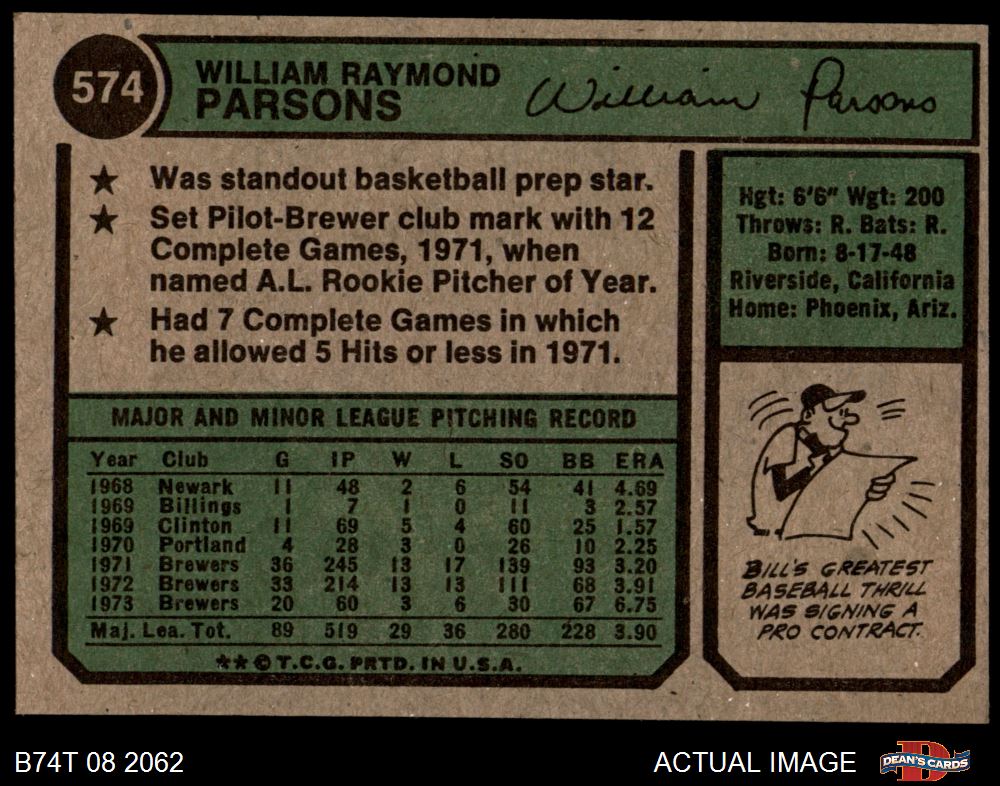 574
WILLIAM RAYMOND
PARSONS
William Parsons
★ Was standout basketball prep star.
★ Set Pilot-Brewer club mark with 12
Complete Games, 1971, when
named A.L. Rookie Pitcher of Year.
★ Had 7 Complete Games in which
he allowed 5 Hits or less in 1971.
Hgt: 6'6" Wgt: 200
Throws: R. Bats: R.
Born: 8-17-48
Riverside, California
Home: Phoenix, Ariz.
MAJOR AND MINOR LEAGUE PITCHING RECORD
Year Club G IP W L SO BB ERA
1968 Newark 11 48 2 6 54 41 4.69
1969 Billings 1 7 1 0 11 3 2.57
1969 Clinton 11 69 5 4 60 25 1.57
1970 Portland 4 28 3 0 26 10 2.25
1971 Brewers 36 245 13 17 139 93 3.20
1972 Brewers 33 214 13 13 111 68 3.91
1973 Brewers 20 60 3 6 30 67 6.75
Maj. Lea. Tot. 89 519 29 36 280 228 3.90
★★© T.C.G. PRTD. IN U.S.A.
BILL'S GREATEST
BASEBALL THRILL
WAS SIGNING A
PRO CONTRACT.
B74T 08 2062
ACTUAL IMAGE
DEAN'S CARDS